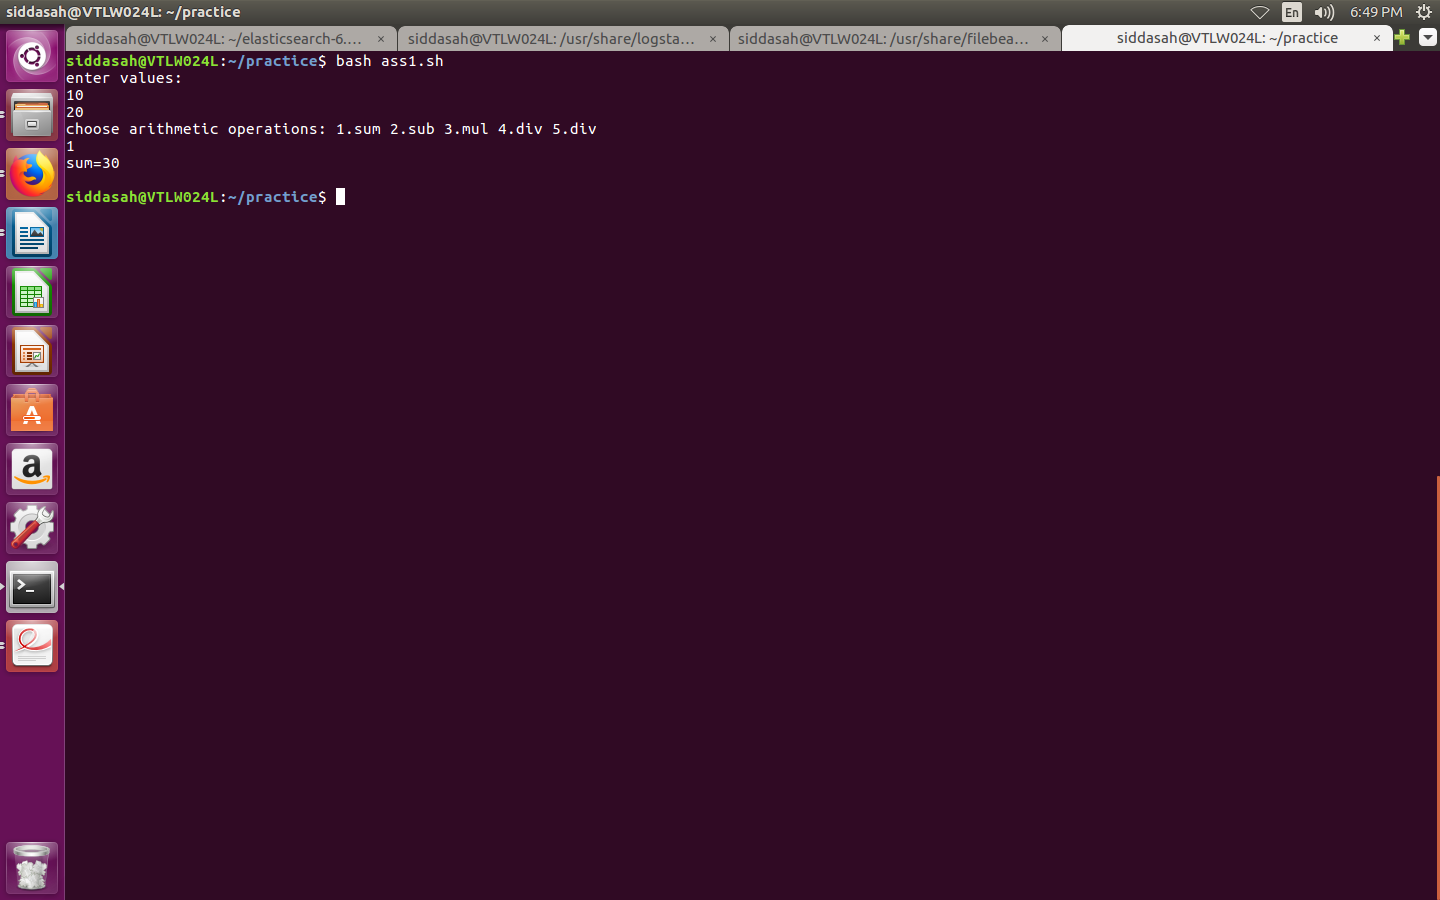 siddasah@VTLW024L: ~/practice
En
6:49 PM
siddasah@VTLW024L: ~/elasticsearch-6.... ×
siddasah@VTLW024L: /usr/share/logsta... ×
siddasah@VTLW024L: /usr/share/filebea... ×
siddasah@VTLW024L: ~/practice ×
siddasah@VTLW024L:~/practice$ bash ass1.sh
enter values:
10
20
choose arithmetic operations: 1.sum 2.sub 3.mul 4.div 5.div
1
sum=30
siddasah@VTLW024L:~/practice$